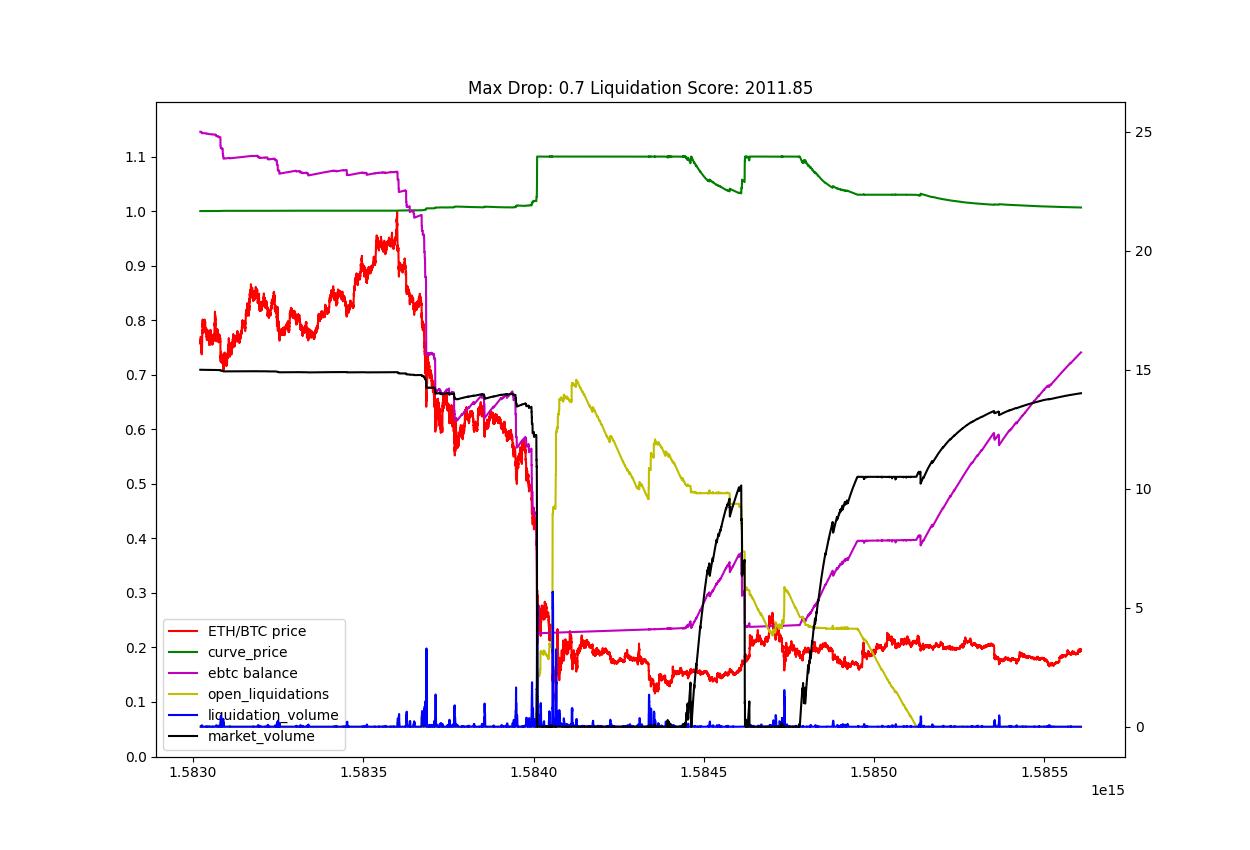 Max Drop: 0.7 Liquidation Score: 2011.85
1.1
1.0
0.9
0.8
0.7
0.6
0.5
0.4
0.3
0.2
0.1
0.0
25
20
15
10
5
0
ETH/BTC price
curve_price
ebtc balance
open_liquidations
liquidation_volume
market_volume
1.5830 1.5835 1.5840 1.5845 1.5850 1.5855
1e15